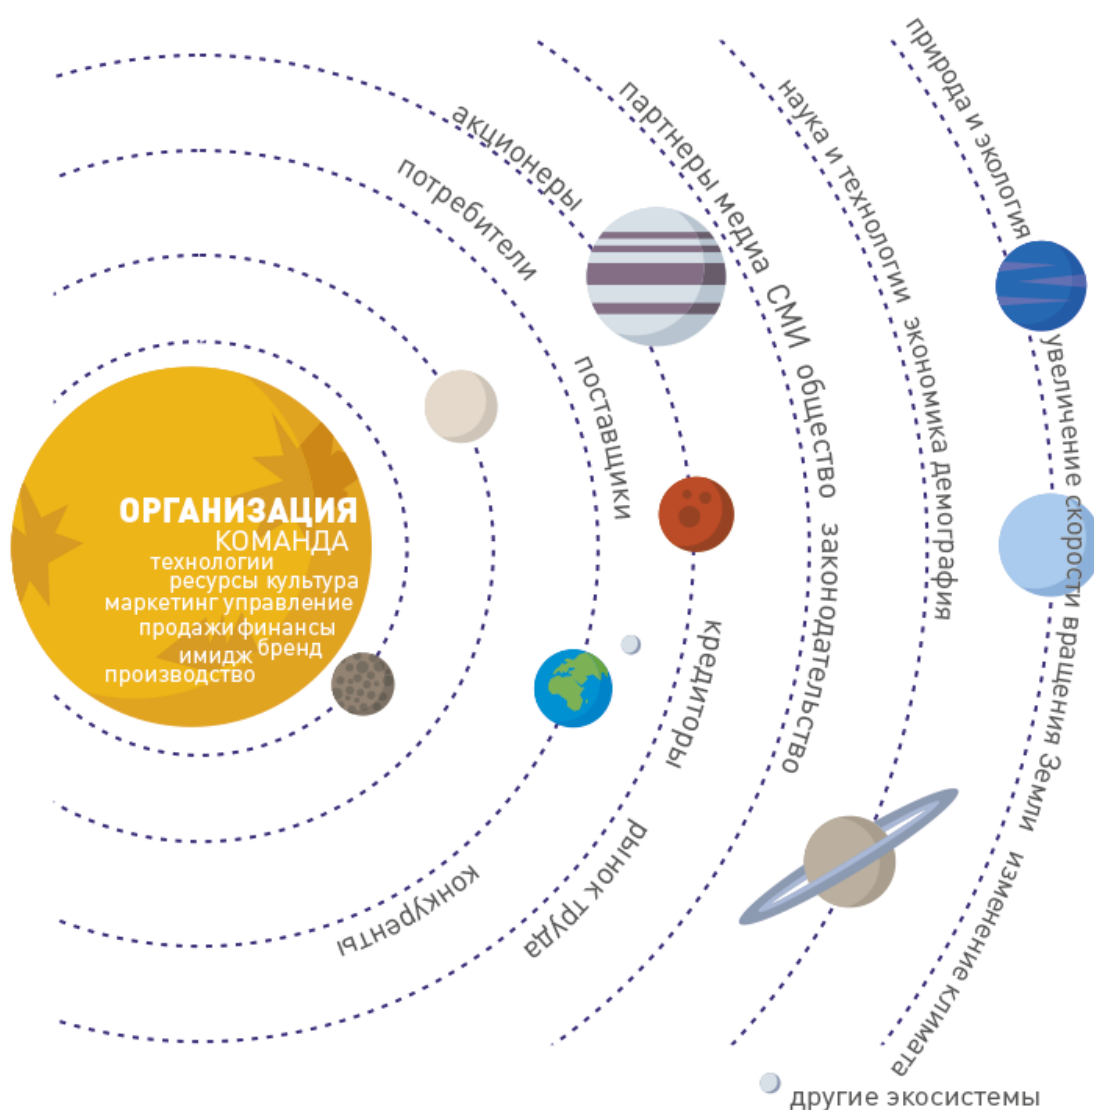 ОРГАНИЗАЦИЯ
КОМАНДА
технологии
ресурсы культура
маркетинг управление
продажи финансы
имидж бренд
производство
акционеры
потребители
поставщики
кредиторы
рынок труда
конкуренты
партнеры медиа СМИ общество законодательство
наука и технологии экономика демография
природа и экология
увеличение скорости вращения Земли изменение климата
другие экосистемы